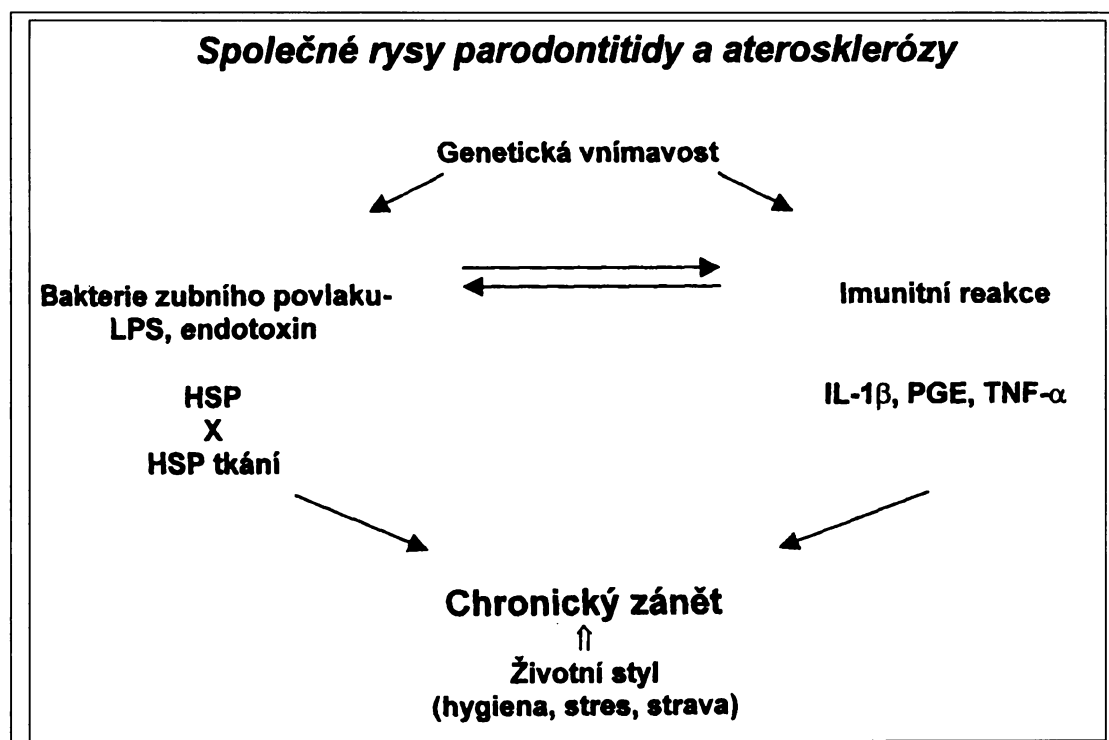 Společné rysy parodontitidy a aterosklerózy
Genetická vnímavost
Bakterie zubního povlaku-
LPS, endotoxin
Imunitní reakce
HSP
X
HSP tkání
IL-1β, PGE, TNF-α
Chronický zánět
⇑
Životní styl
(hygiena, stres, strava)